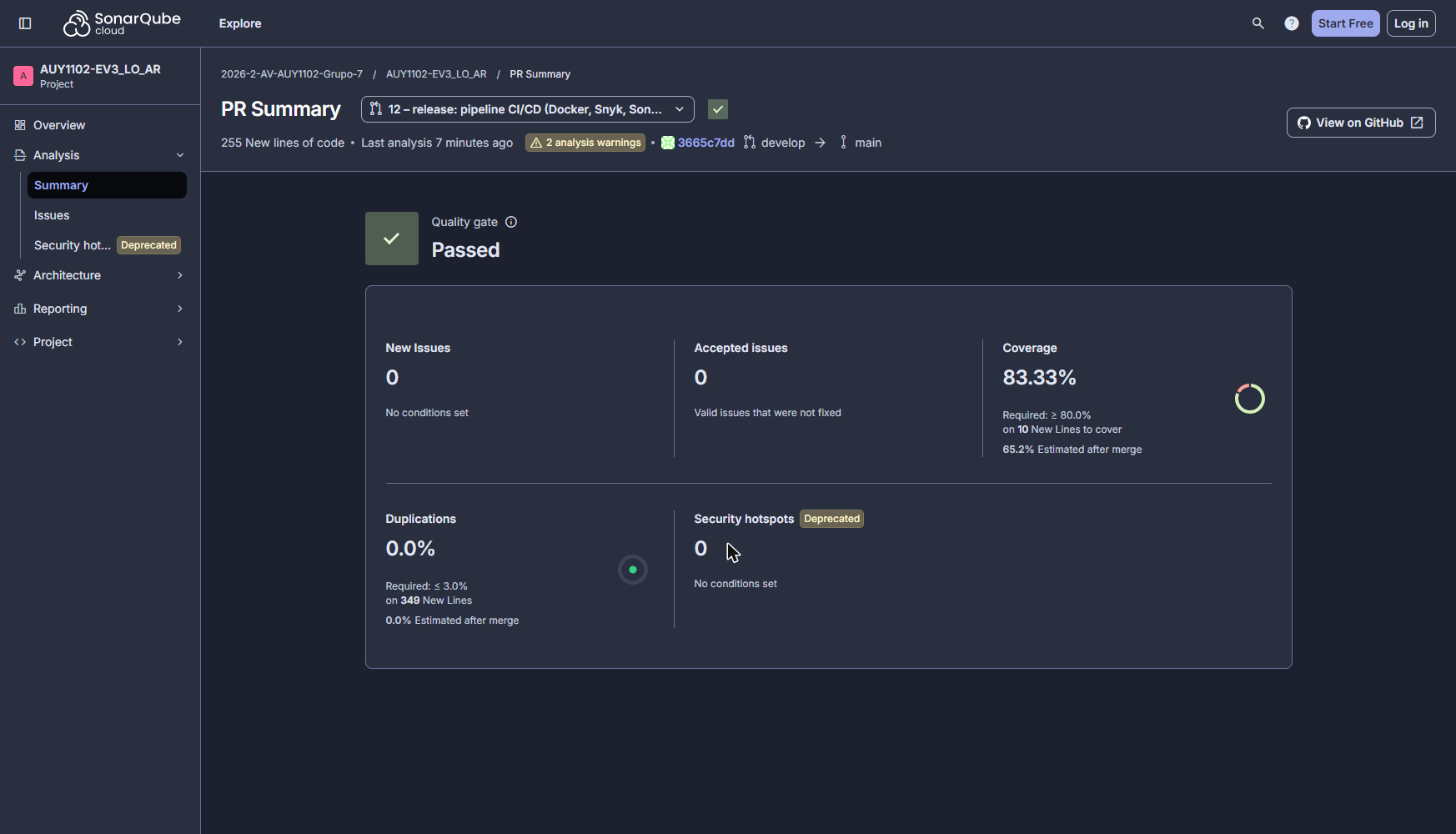 SonarQube cloud
Explore
?
Start Free
Log in
A
AUY1102-EV3_LO_AR
Project
Overview
Analysis
Summary
Issues
Security hot... Deprecated
Architecture
Reporting
Project
2026-2-AV-AUY1102-Grupo-7 / AUY1102-EV3_LO_AR / PR Summary
PR Summary
12 – release: pipeline CI/CD (Docker, Snyk, Son...
View on GitHub
255 New lines of code • Last analysis 7 minutes ago 2 analysis warnings • 3665c7dd develop → main
Quality gate
Passed
New Issues
0
No conditions set
Accepted issues
0
Valid issues that were not fixed
Coverage
83.33%
Required: ≥ 80.0%
on 10 New Lines to cover
65.2% Estimated after merge
Duplications
0.0%
Required: ≤ 3.0%
on 349 New Lines
0.0% Estimated after merge
Security hotspots Deprecated
0
No conditions set